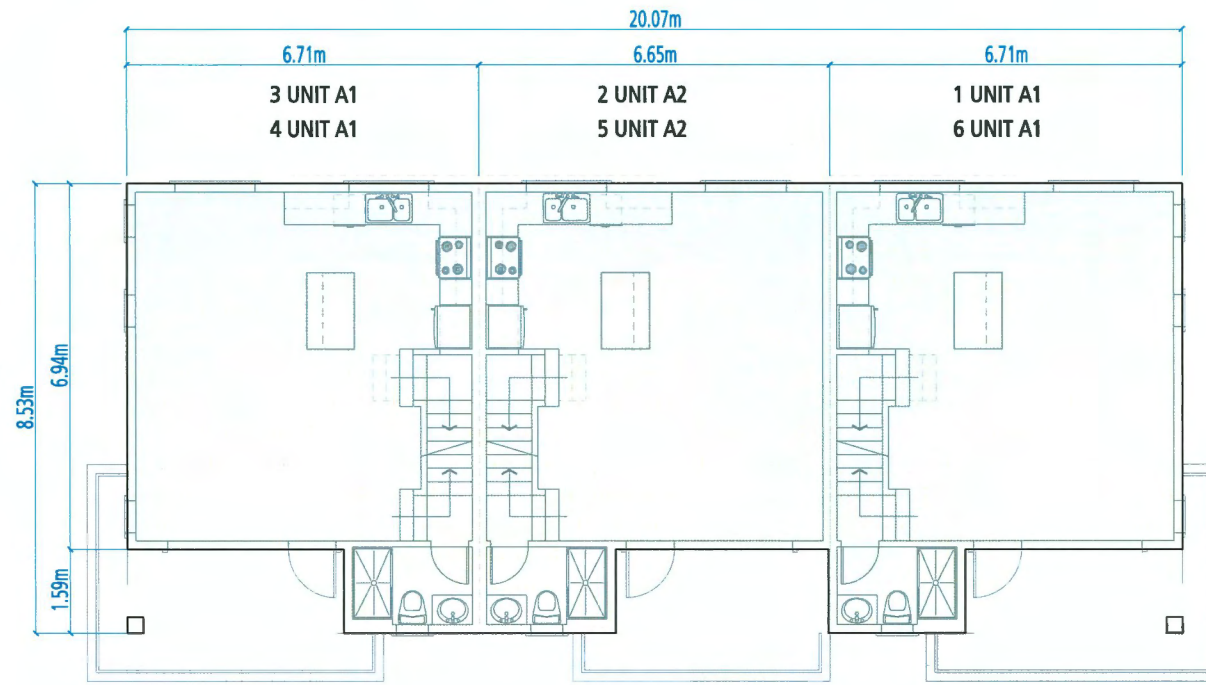 20.07m
6.71m
6.65m
6.71m
3 UNIT A1
4 UNIT A1
2 UNIT A2
5 UNIT A2
1 UNIT A1
6 UNIT A1
8.53m
6.94m
1.59m